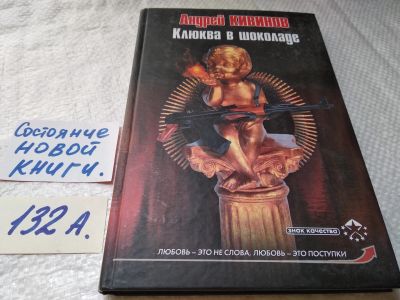 Андрей КИВИНОВ
Клюква в шоколаде
Состояние
НОВОЙ
КНИГИ.
132 А.
ЗНАК КАЧЕСТВА
ЛЮБОВЬ – ЭТО НЕ СЛОВА, ЛЮБОВЬ – ЭТО ПОСТУПКИ